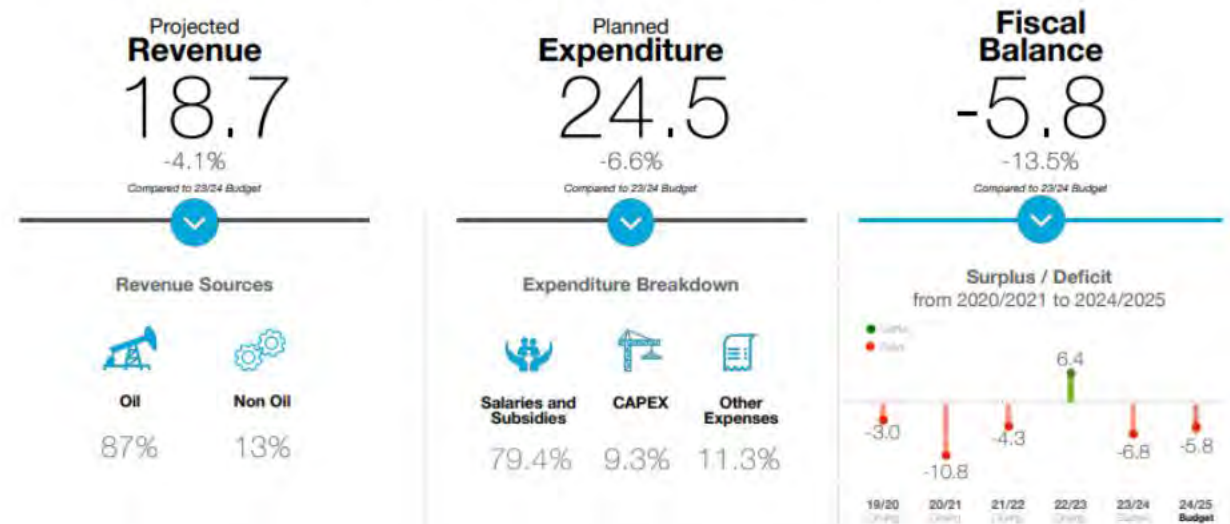 Projected
Revenue
18.7
-4.1%
Compared to 23/24 Budget
Revenue Sources
Oil
Non Oil
87%
13%
Planned
Expenditure
24.5
-6.6%
Compared to 23/24 Budget
Expenditure Breakdown
Salaries and
Subsidies
CAPEX
Other
Expenses
79.4%
9.3%
11.3%
Fiscal
Balance
-5.8
-13.5%
Compared to 23/24 Budget
Surplus / Deficit
from 2020/2021 to 2024/2025
6.4
-3.0
-10.8
-4.3
-6.8
-5.8
19/20
20/21
21/22
22/23
23/24
24/25
Budget